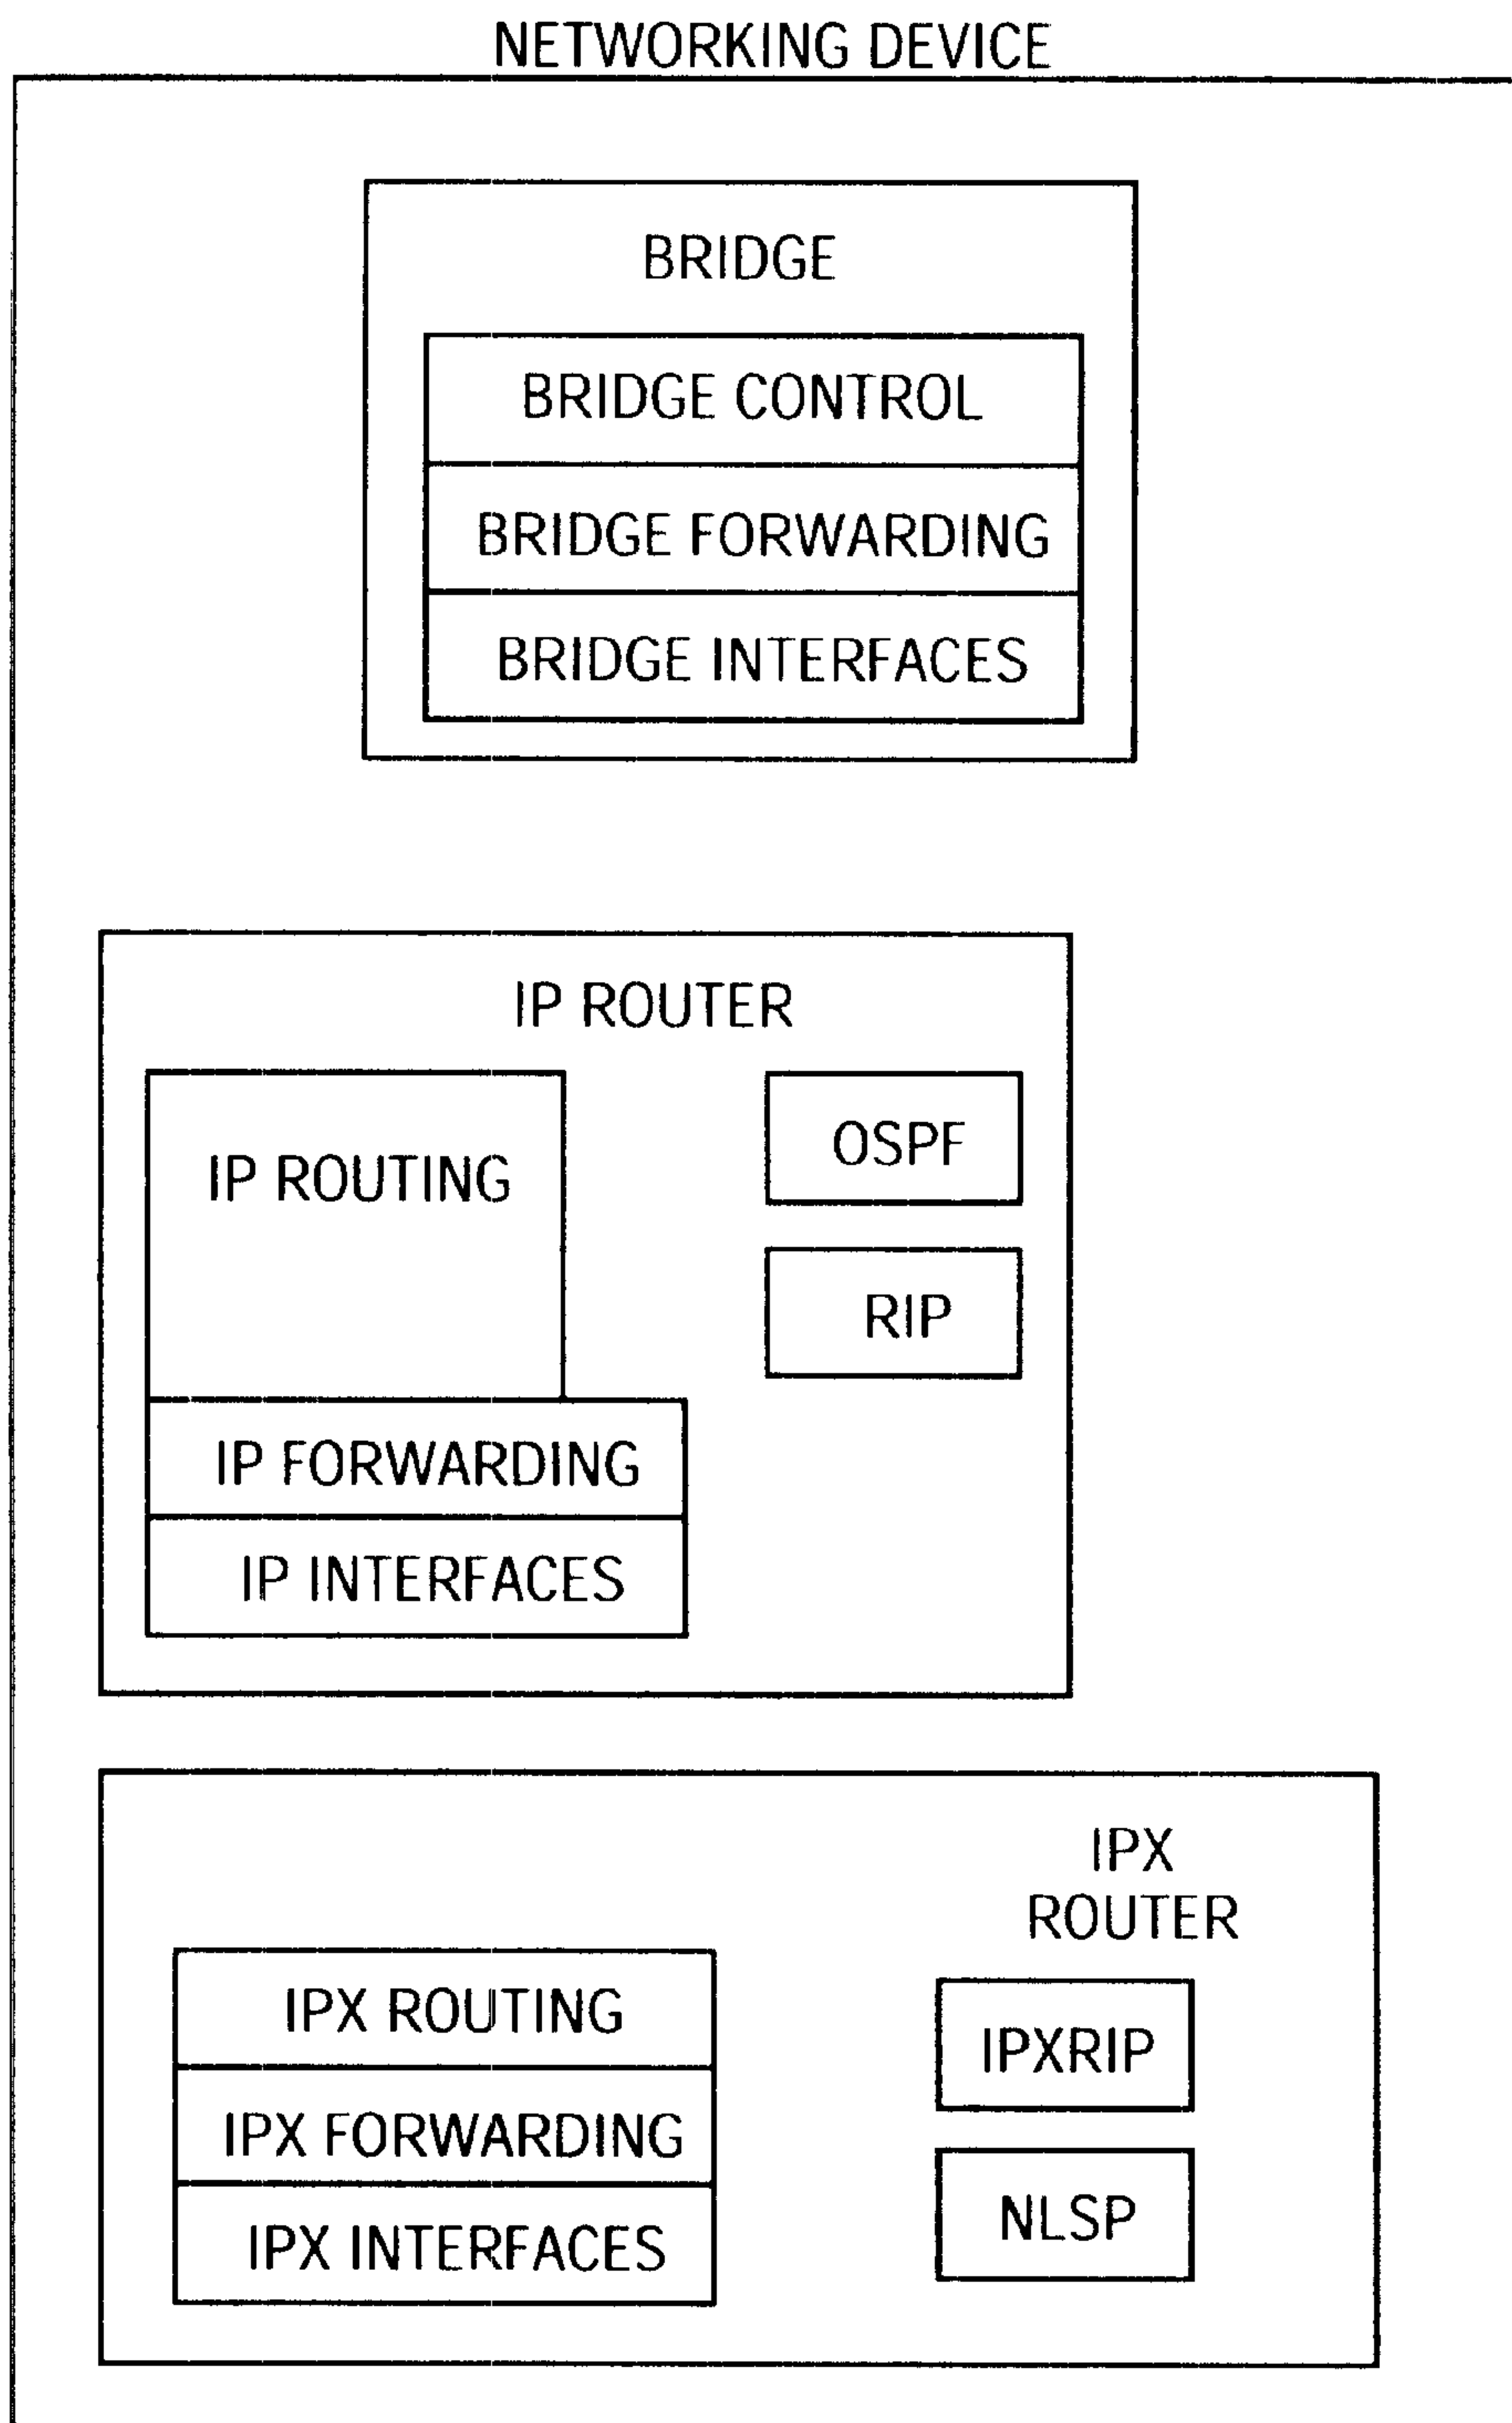 NETWORKING DEVICE
BRIDGE
BRIDGE CONTROL
BRIDGE FORWARDING
BRIDGE INTERFACES
IP ROUTER
IP ROUTING
OSPF
RIP
IP FORWARDING
IP INTERFACES
IPX
ROUTER
IPX ROUTING
IPX FORWARDING
IPX INTERFACES
IPXRIP
NLSP